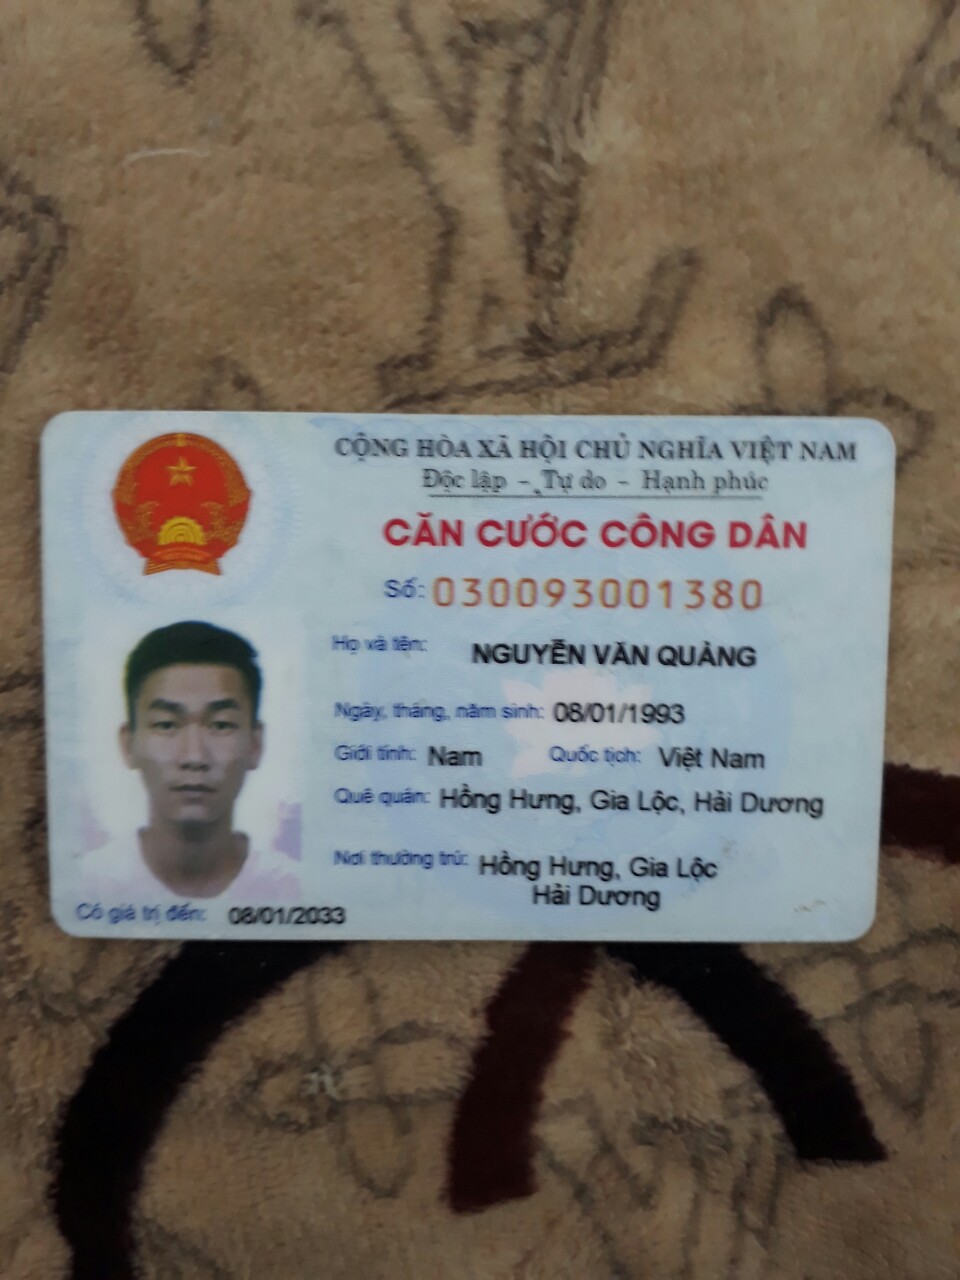 CỘNG HÒA XÃ HỘI CHỦ NGHĨA VIỆT NAM
Độc lập - Tự do - Hạnh phúc
CĂN CƯỚC CÔNG DÂN
Số: 030093001380
Họ và tên: NGUYỄN VĂN QUẢNG
Ngày, tháng, năm sinh: 08/01/1993
Giới tính: Nam Quốc tịch: Việt Nam
Quê quán: Hồng Hưng, Gia Lộc, Hải Dương
Nơi thường trú: Hồng Hưng, Gia Lộc
Hải Dương
Có giá trị đến: 08/01/2033